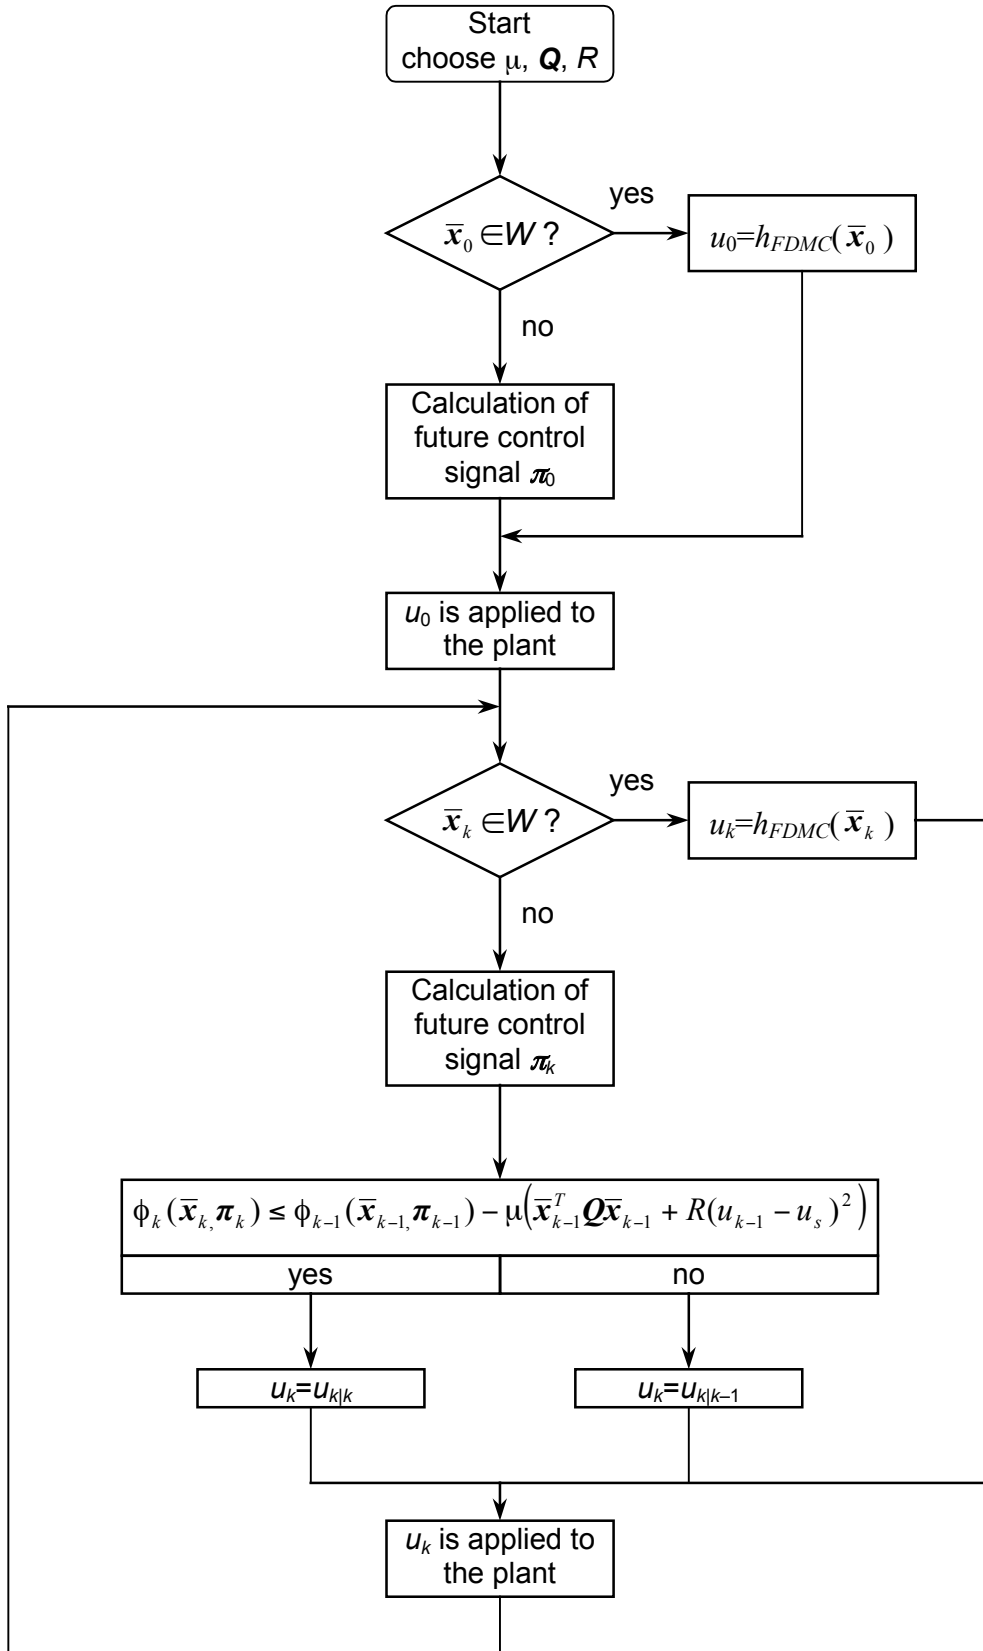 Start
choose μ, Q, R
yes
x̄₀ ∈W ?
u₀=h_FDMC(x̄₀)
no
Calculation of
future control
signal π₀
u₀ is applied to
the plant
yes
x̄ₖ ∈W ?
uₖ=h_FDMC(x̄ₖ)
no
Calculation of
future control
signal πₖ
ϕₖ(x̄ₖ, πₖ) ≤ ϕₖ₋₁(x̄ₖ₋₁, πₖ₋₁) − μ(x̄ᵀₖ₋₁Qx̄ₖ₋₁ + R(uₖ₋₁ − uₛ)²)
yes no
uₖ=uₖ|ₖ uₖ=uₖ|ₖ₋₁
uₖ is applied to
the plant